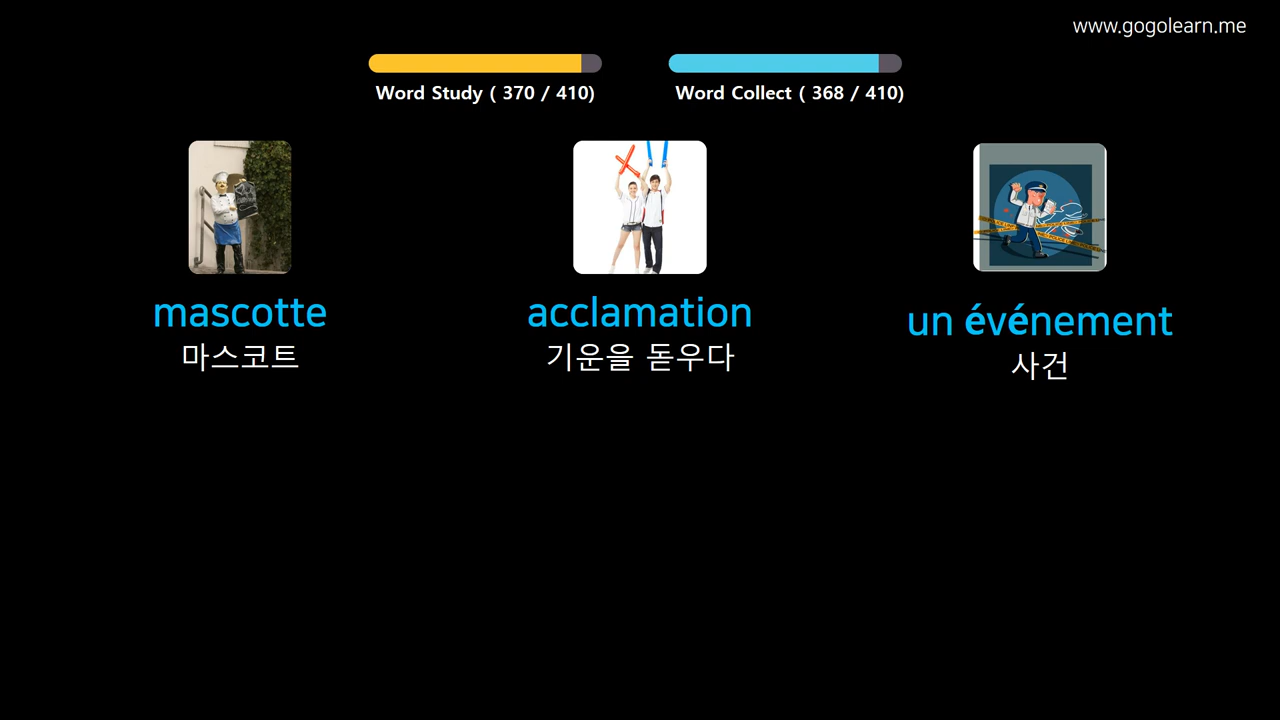 www.gogolearn.me
Word Study ( 370 / 410)
Word Collect ( 368 / 410)
mascotte
마스코트
acclamation
기운을 돋우다
un événement
사건